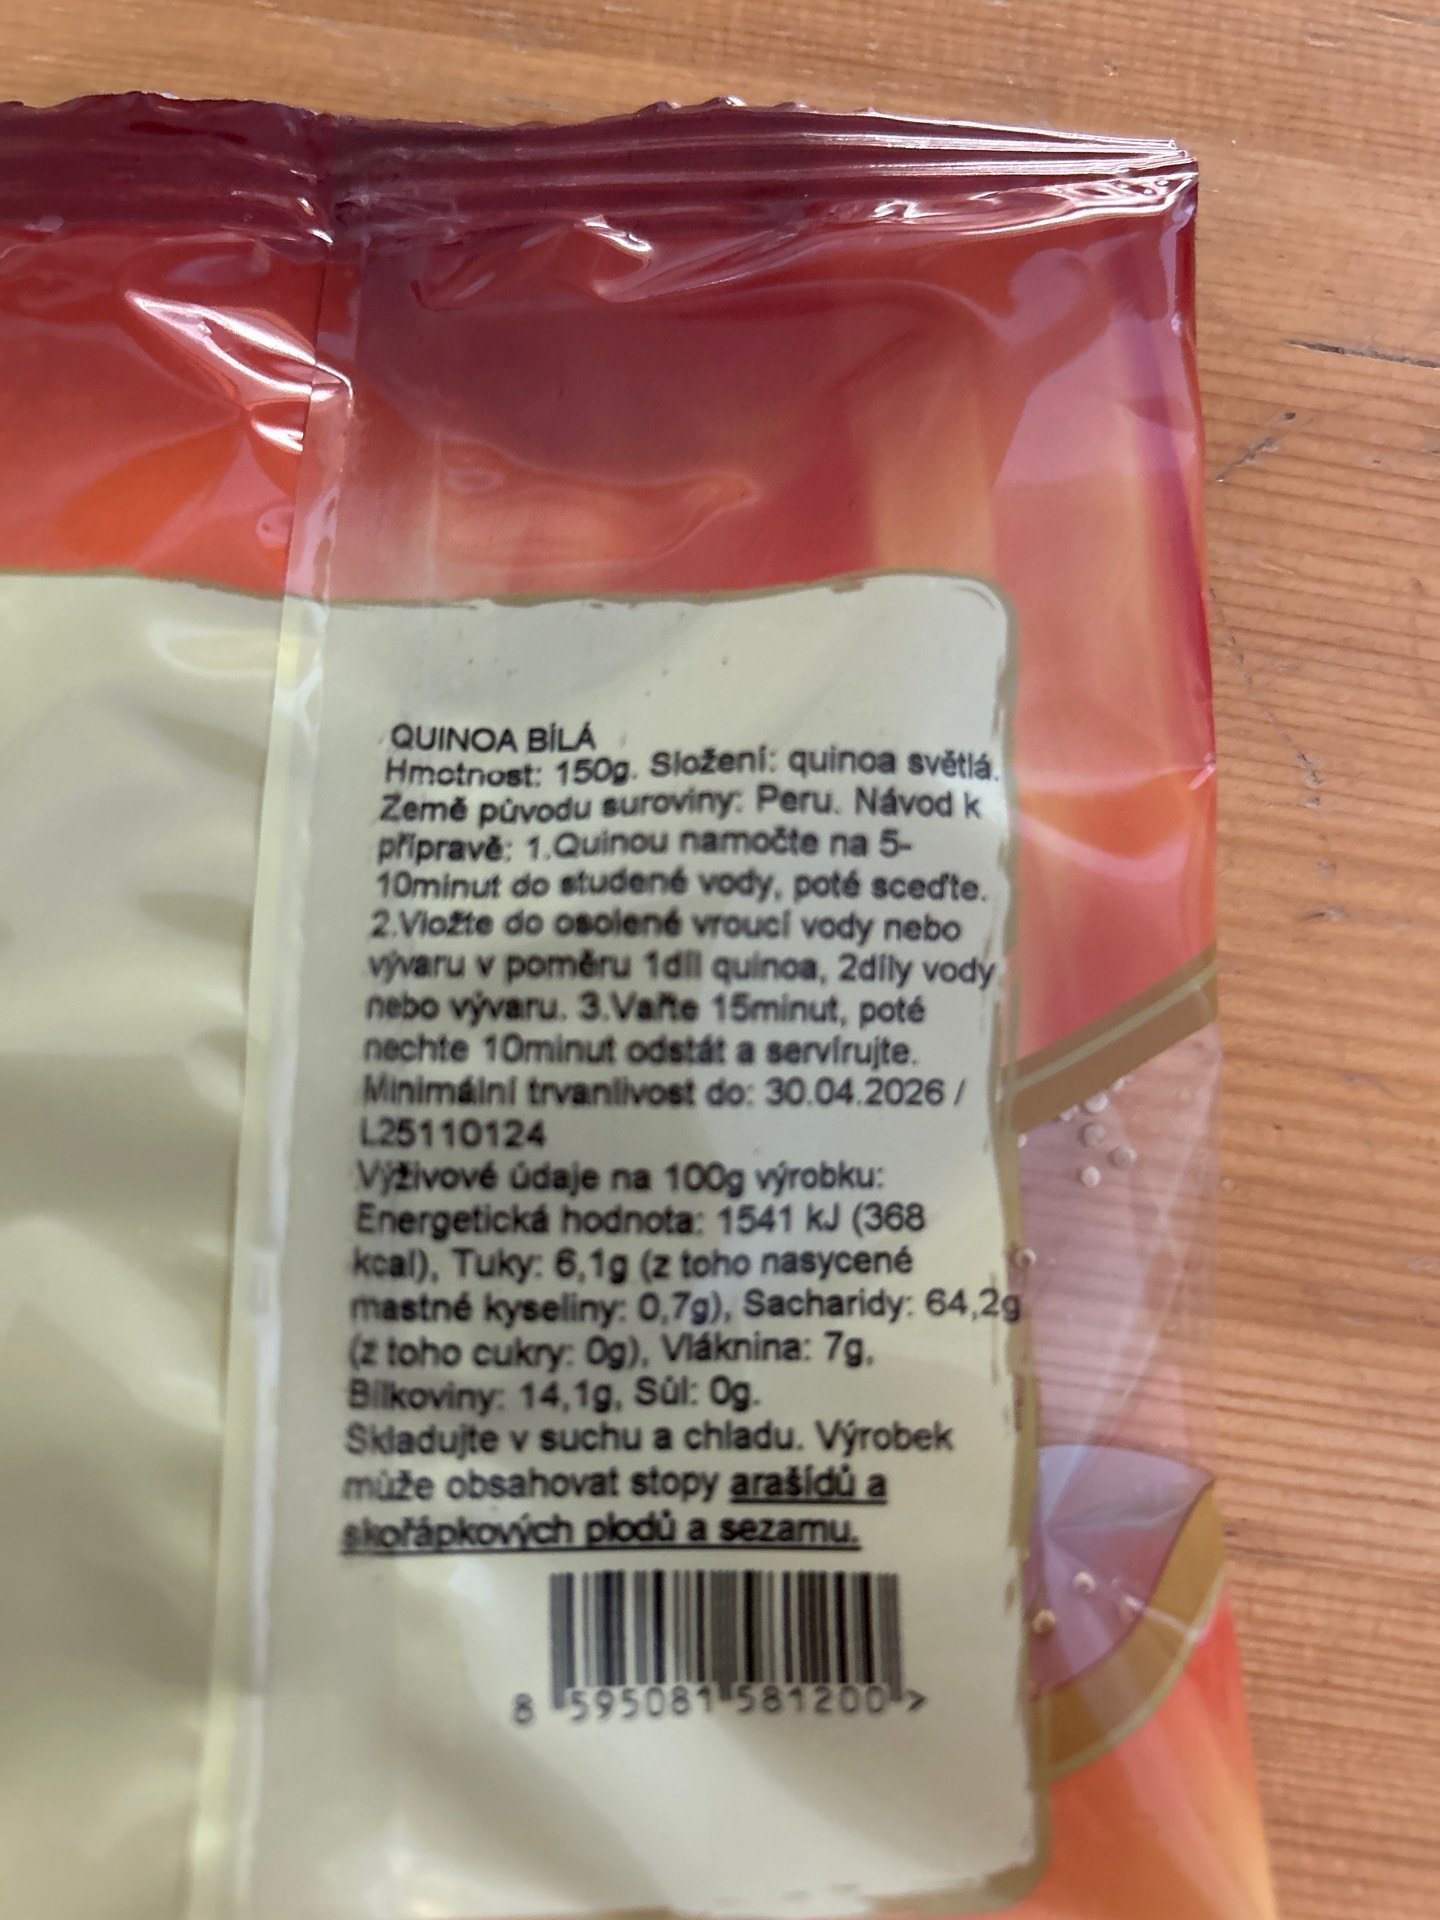 QUINOA BÍLÁ
Hmotnost: 150g. Složení: quinoa světlá.
Země původu suroviny: Peru. Návod k
přípravě: 1.Quinou namočte na 5-
10minut do studené vody, poté sceďte.
2.Vložte do osolené vroucí vody nebo
vývaru v poměru 1díl quinoa, 2díly vody
nebo vývaru. 3.Vařte 15minut, poté
nechte 10minut odstát a servírujte.
Minimální trvanlivost do: 30.04.2026 /
L25110124
Výživové údaje na 100g výrobku:
Energetická hodnota: 1541 kJ (368
kcal), Tuky: 6,1g (z toho nasycené
mastné kyseliny: 0,7g), Sacharidy: 64,2g
(z toho cukry: 0g), Vláknina: 7g,
Bílkoviny: 14,1g, Sůl: 0g.
Skladujte v suchu a chladu. Výrobek
může obsahovat stopy arašídů a
skořápkových plodů a sezamu.
8 595081 581200 >